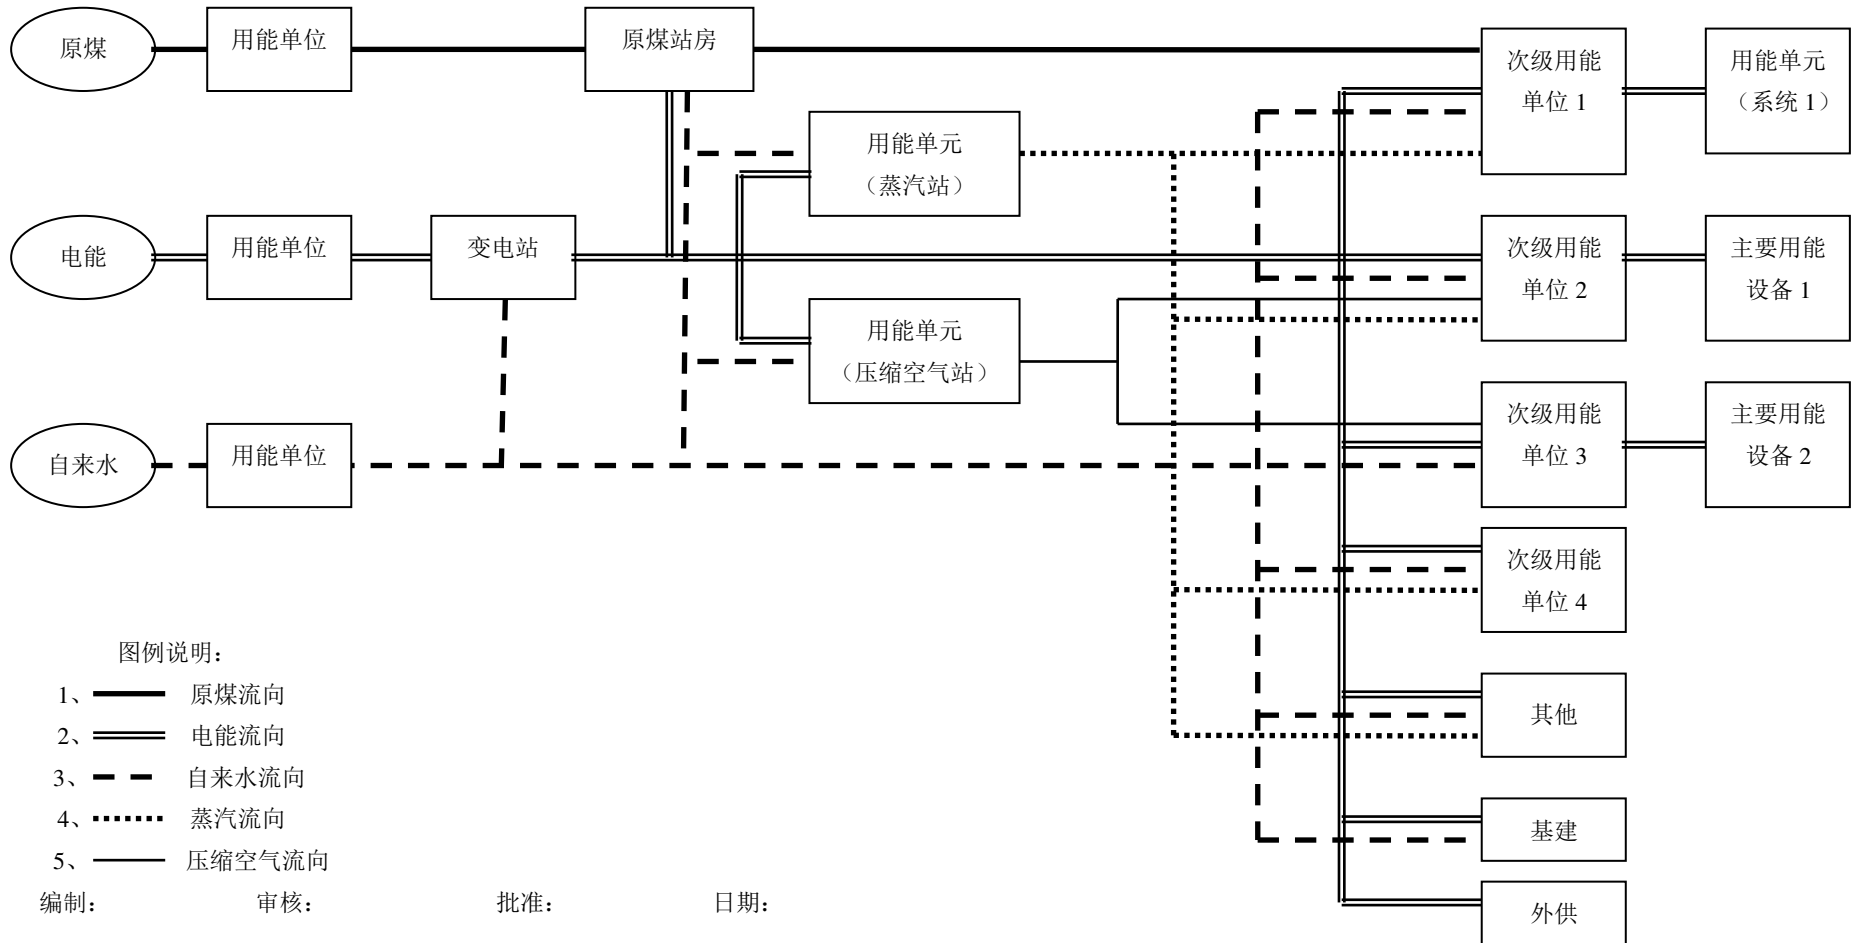 原煤
用能单位
原煤站房
次级用能
单位 1
用能单元
（系统 1）
用能单元
（蒸汽站）
电能
用能单位
变电站
次级用能
单位 2
主要用能
设备 1
用能单元
（压缩空气站）
自来水
用能单位
次级用能
单位 3
主要用能
设备 2
次级用能
单位 4
其他
基建
外供
图例说明：
1、 原煤流向
2、 电能流向
3、 自来水流向
4、 蒸汽流向
5、 压缩空气流向
编制： 审核： 批准： 日期：